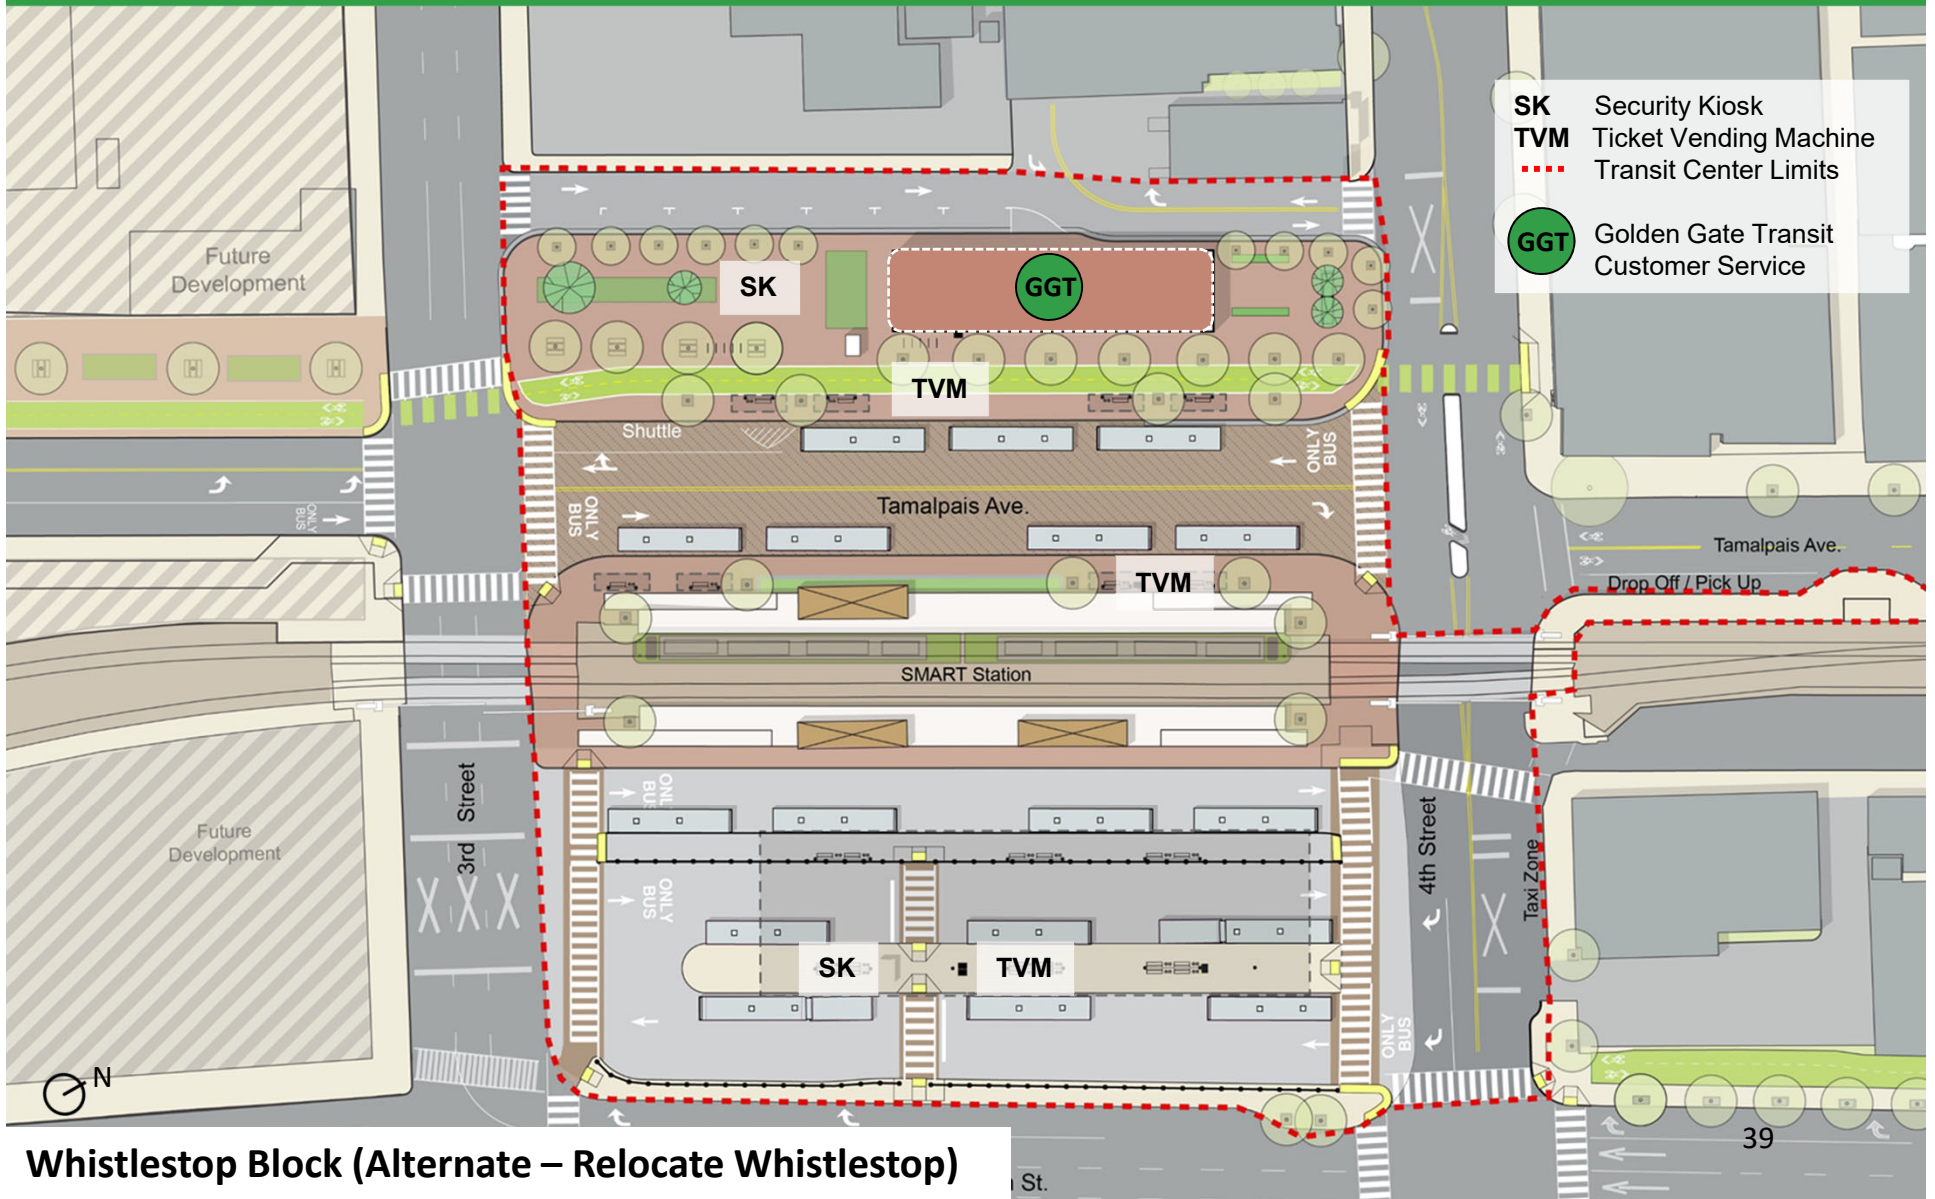 SK Security Kiosk
TVM Ticket Vending Machine
Transit Center Limits
GGT Golden Gate Transit
Customer Service
Future
Development
SK
GGT
TVM
Shuttle
ONLY
BUS
Tamalpais Ave.
ONLY
BUS
ONLY
BUS
Tamalpais Ave.
Drop Off / Pick Up
TVM
SMART Station
3rd Street
4th Street
Taxi Zone
Future
Development
ONLY
BUS
ONLY
BUS
SK
TVM
ONLY
BUS
N
39
Whistlestop Block (Alternate – Relocate Whistlestop)
St.